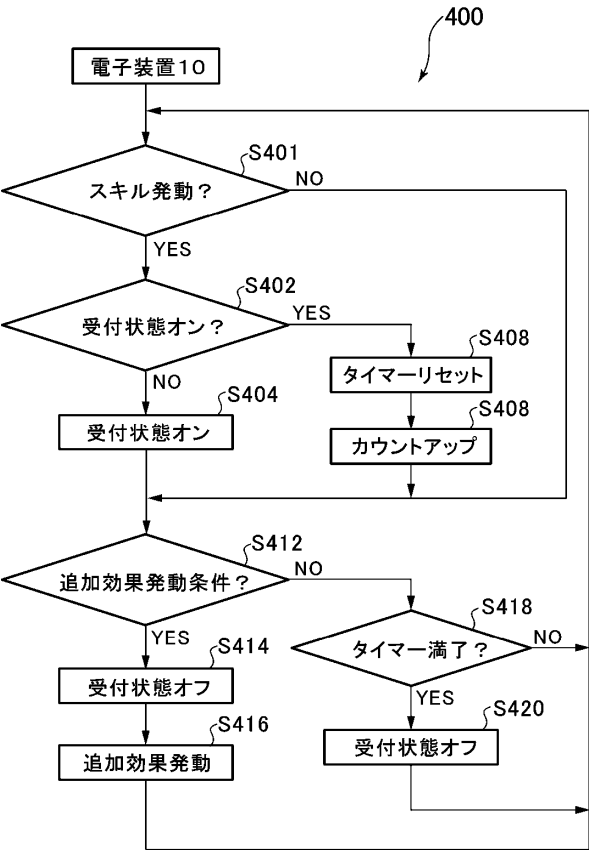 400
電子装置10
S401
スキル発動？
NO
YES
S402
受付状態オン？
YES
NO
S408
タイマーリセット
S404
受付状態オン
S408
カウントアップ
S412
追加効果発動条件？
NO
YES
S418
タイマー満了？
NO
YES
S414
受付状態オフ
S420
受付状態オフ
S416
追加効果発動